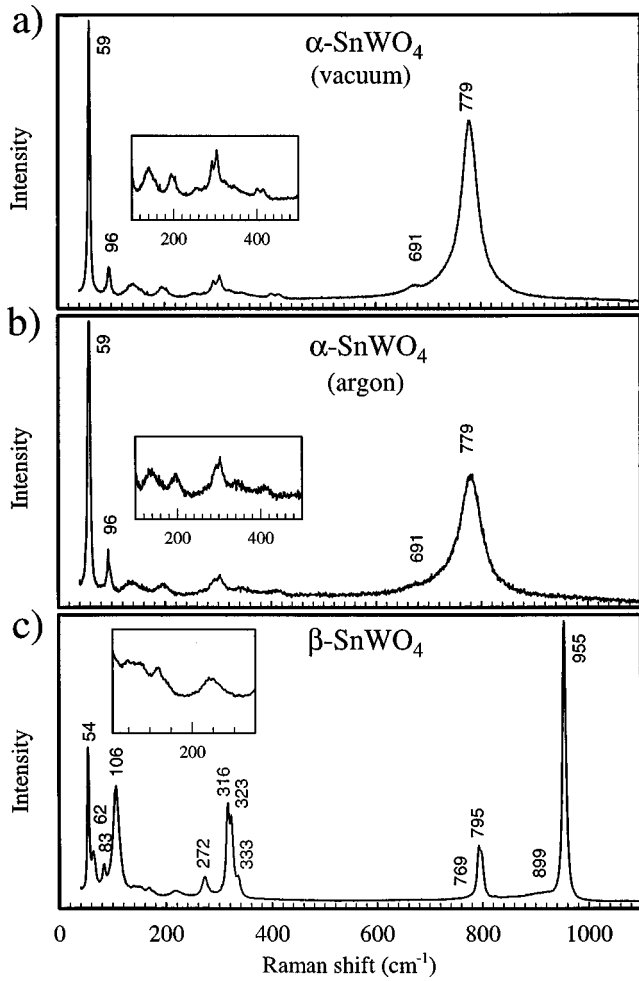 a)
59
α-SnWO4
(vacuum)
779
Intensity
96
691
200
400
b)
59
α-SnWO4
(argon)
779
Intensity
96
691
200
400
c)
β-SnWO4
955
54
106
62
83
200
316
323
333
272
795
769
899
Intensity
0
200
400
600
800
1000
Raman shift (cm-1)